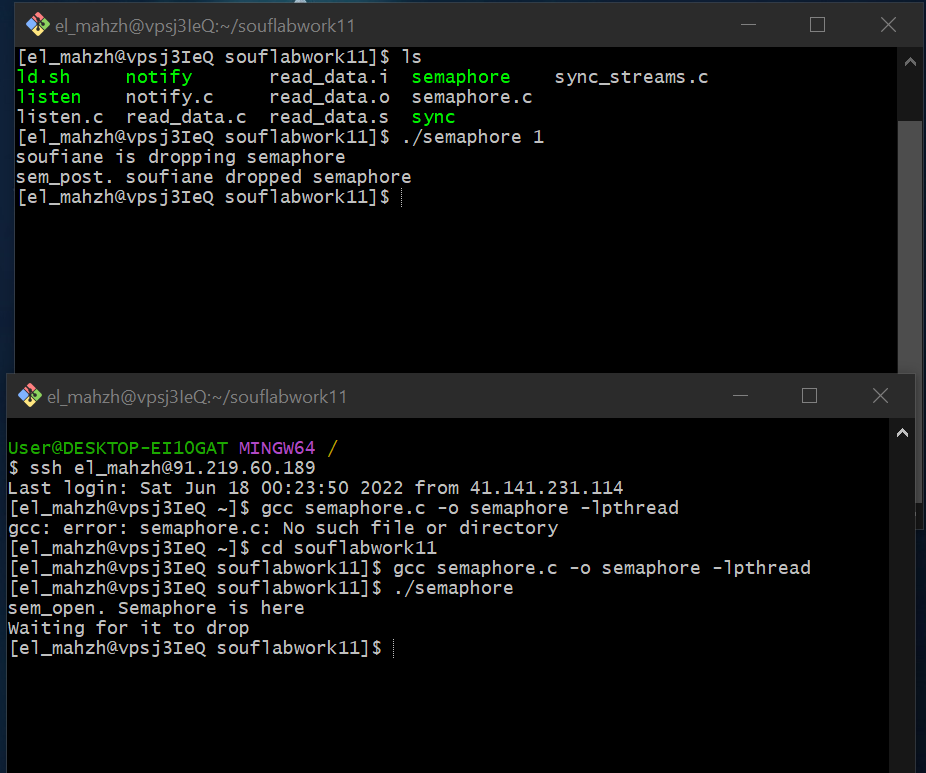 el_mahzh@vpsj3IeQ:~/souflabwork11
[el_mahzh@vpsj3IeQ souflabwork11]$ ls
ld.sh     notify       read_data.i  semaphore    sync_streams.c
listen    notify.c     read_data.o  semaphore.c
listen.c  read_data.c  read_data.s  sync
[el_mahzh@vpsj3IeQ souflabwork11]$ ./semaphore 1
soufiane is dropping semaphore
sem_post. soufiane dropped semaphore
[el_mahzh@vpsj3IeQ souflabwork11]$
el_mahzh@vpsj3IeQ:~/souflabwork11
User@DESKTOP-EI1OGAT MINGW64 /
$ ssh el_mahzh@91.219.60.189
Last login: Sat Jun 18 00:23:50 2022 from 41.141.231.114
[el_mahzh@vpsj3IeQ ~]$ gcc semaphore.c -o semaphore -lpthread
gcc: error: semaphore.c: No such file or directory
[el_mahzh@vpsj3IeQ ~]$ cd souflabwork11
[el_mahzh@vpsj3IeQ souflabwork11]$ gcc semaphore.c -o semaphore -lpthread
[el_mahzh@vpsj3IeQ souflabwork11]$ ./semaphore
sem_open. Semaphore is here
Waiting for it to drop
[el_mahzh@vpsj3IeQ souflabwork11]$